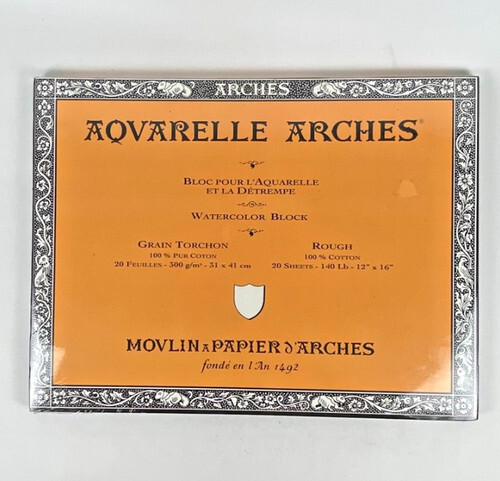 ARCHES
AQVARELLE ARCHES®
BLOC POUR L'AQUARELLE
ET LA DÉTREMPE
WATERCOLOR BLOCK
GRAIN TORCHON
100 % PUR COTON
20 FEUILLES - 300 g/m² - 31 x 41 cm
ROUGH
100 % COTTON
20 SHEETS - 140 LB - 12" x 16"
MOVLIN A PAPIER D'ARCHES
fondé en l'An 1492